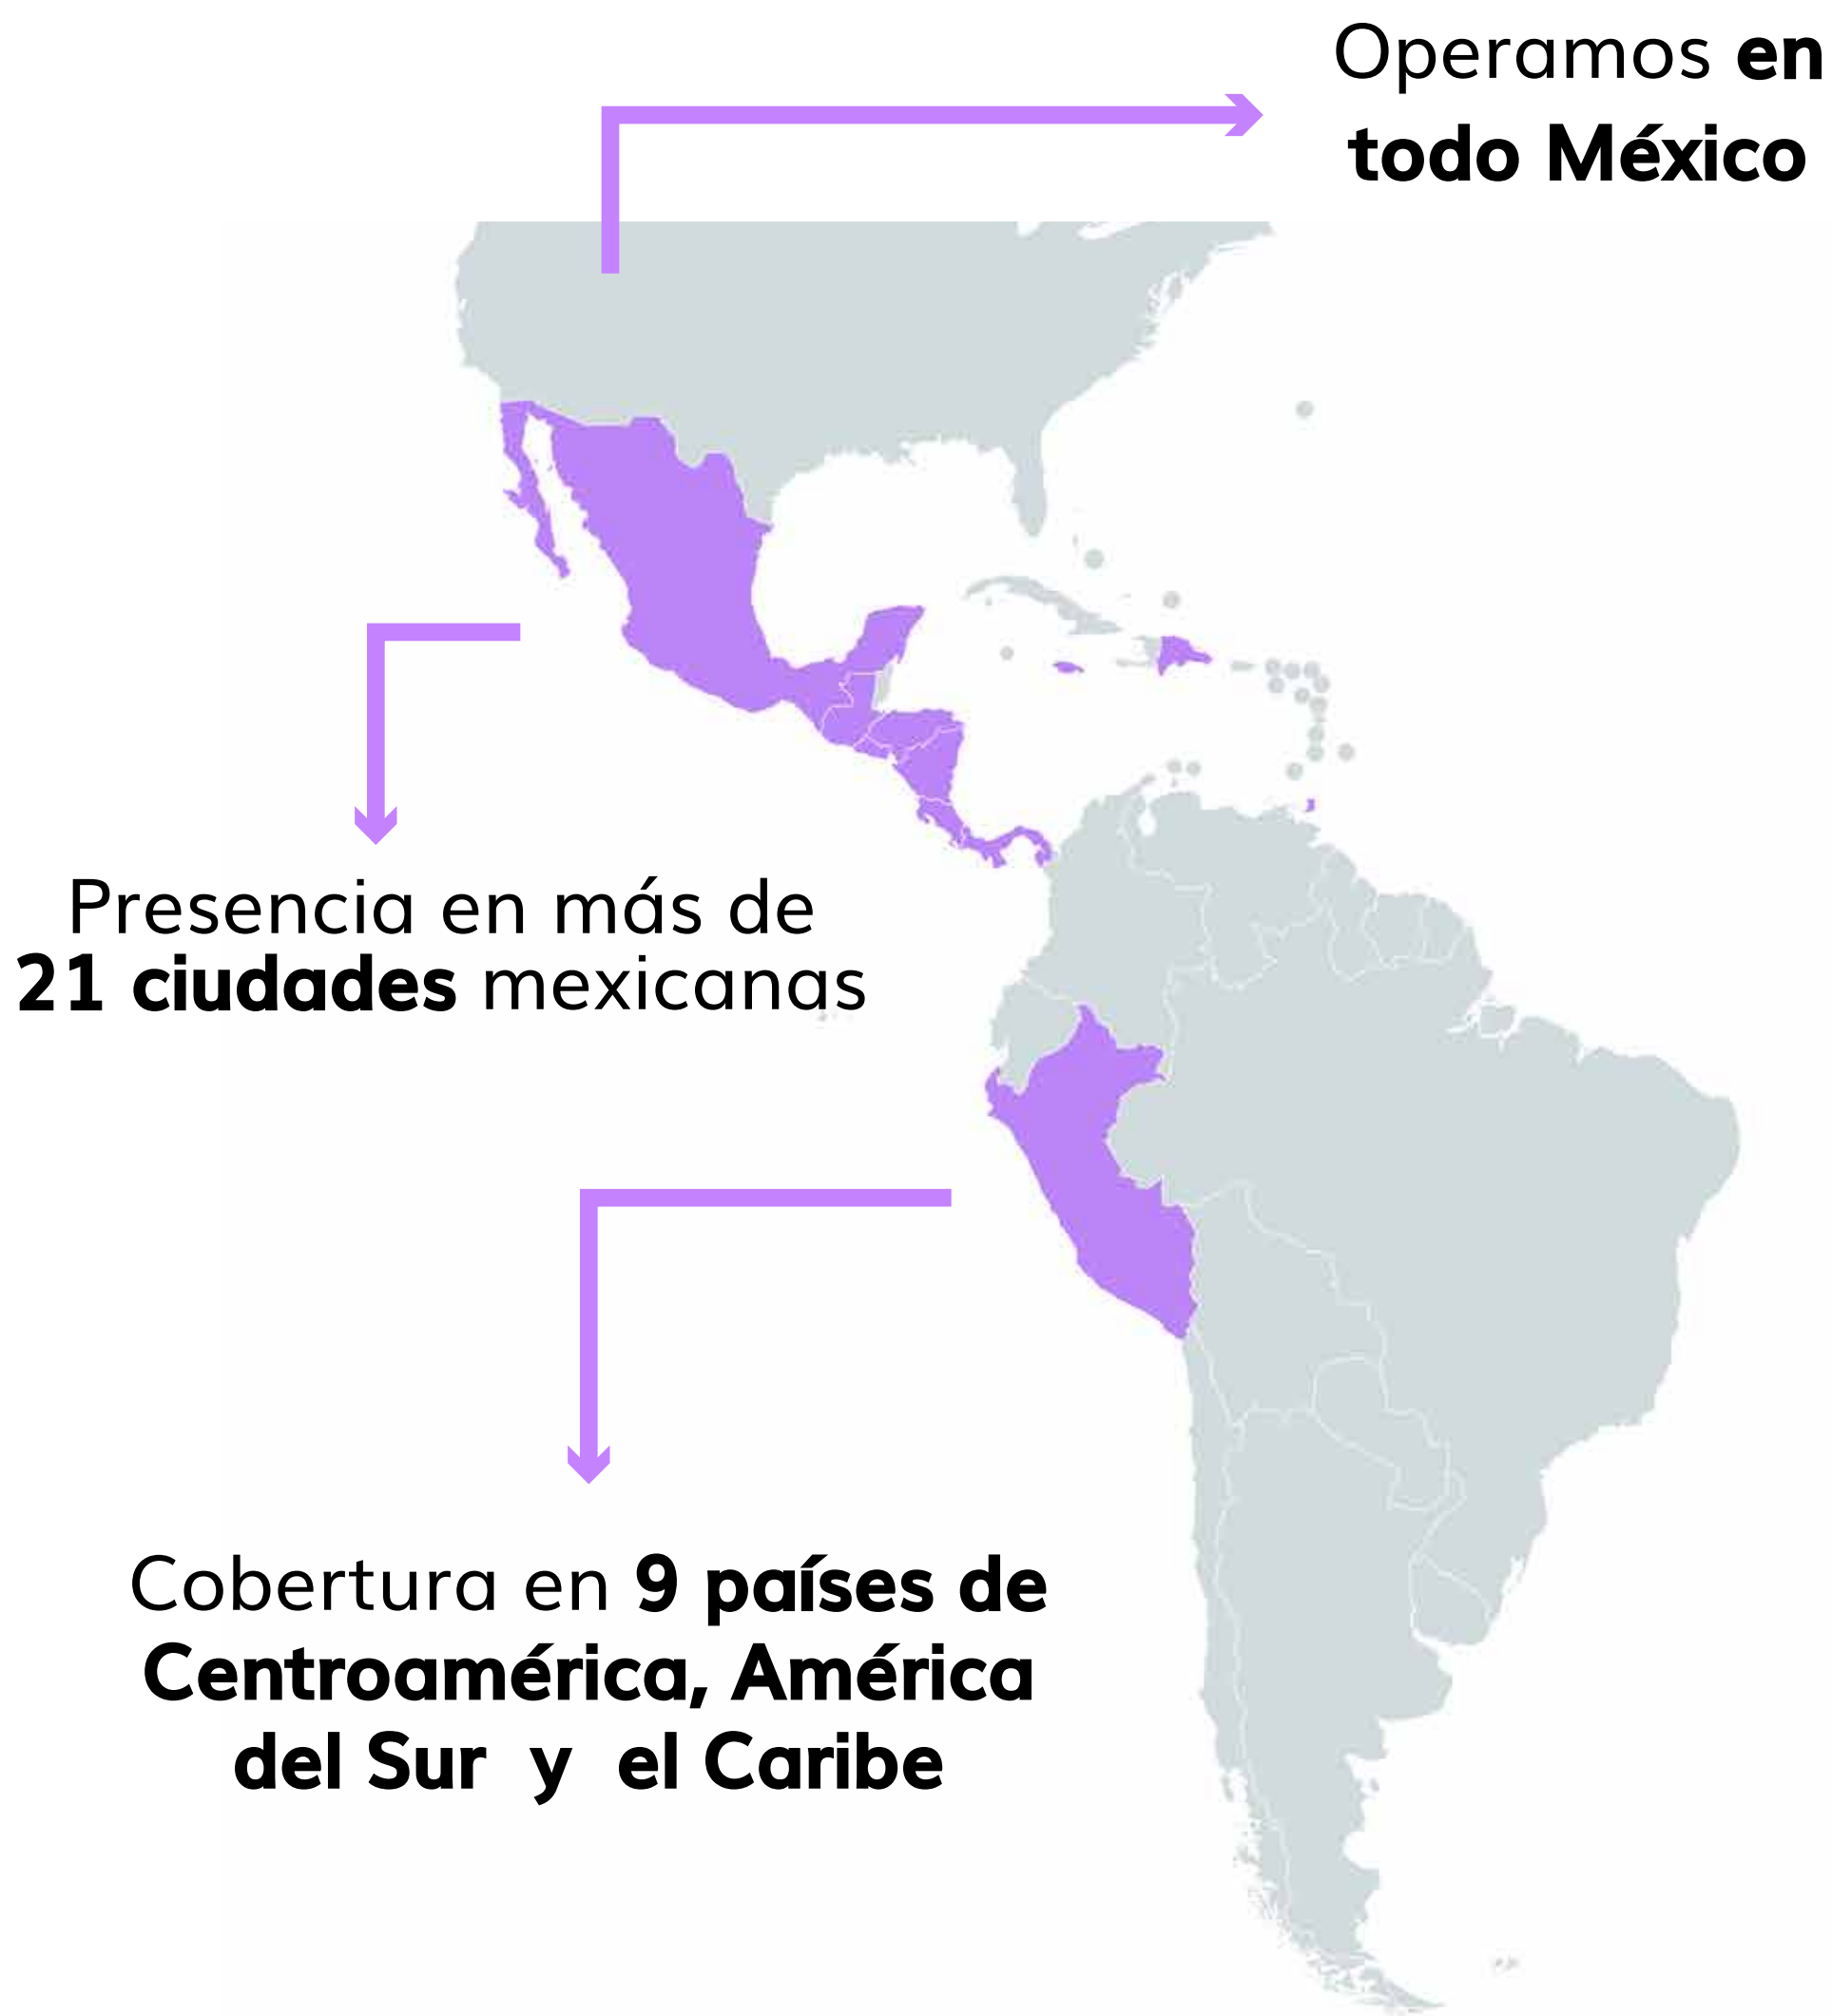 Operamos en
todo México
Presencia en más de
21 ciudades mexicanas
Cobertura en 9 países de
Centroamérica, América
del Sur y el Caribe